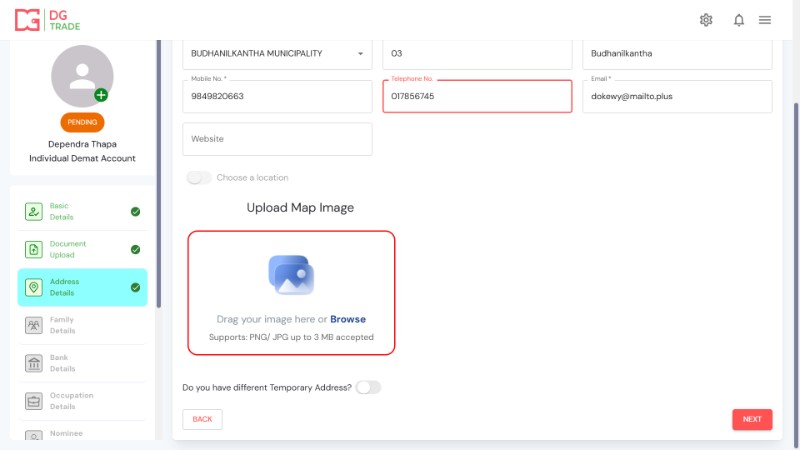 DG
TRADE
PENDING
Dependra Thapa
Individual Demat Account
Basic
Details
Document
Upload
Address
Details
Family
Details
Bank
Details
Occupation
Details
Nominee
BUDHANILKANTHA MUNICIPALITY
03
Budhanilkantha
Mobile No. *
9849820663
Telephone No.
017856745
Email *
dokewy@mailto.plus
Website
Choose a location
Upload Map Image
Drag your image here or Browse
Supports: PNG/ JPG up to 3 MB accepted
Do you have different Temporary Address?
BACK
NEXT